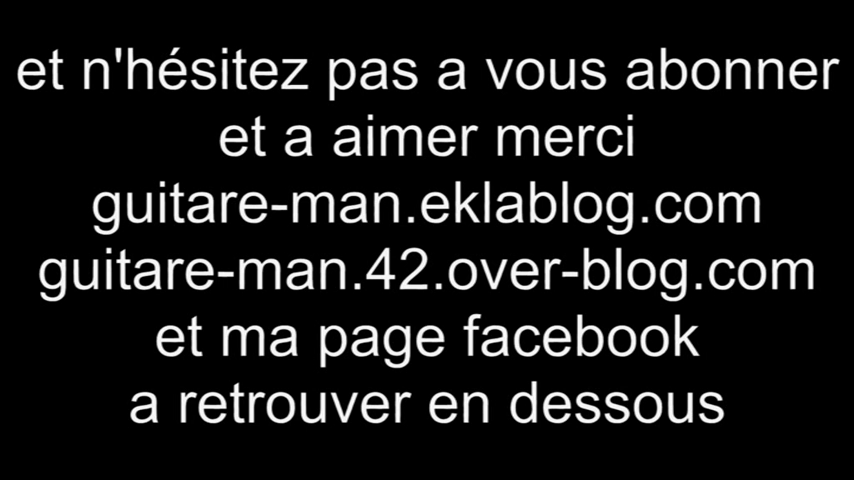 et n'hésitez pas a vous abonner
et a aimer merci
guitare-man.eklablog.com
guitare-man.42.over-blog.com
et ma page facebook
a retrouver en dessous